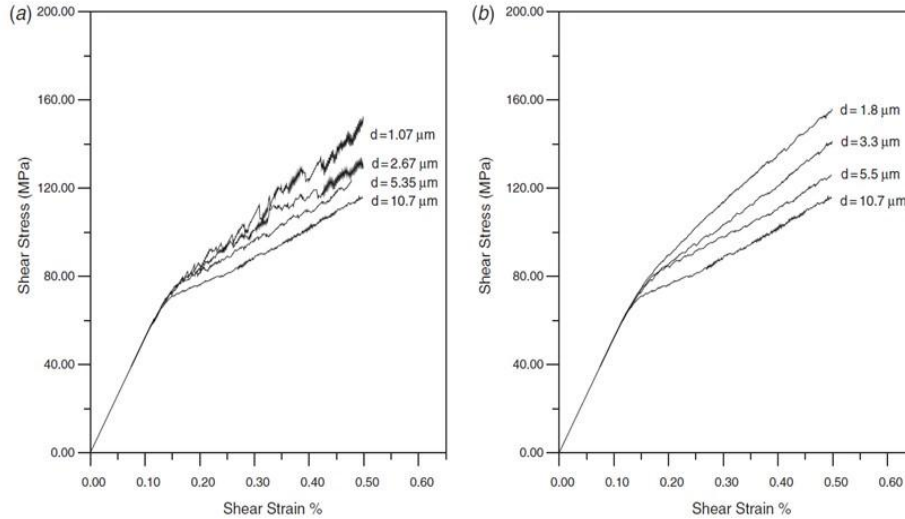 (a)
200.00
160.00
120.00
80.00
40.00
0.00
Shear Stress (MPa)
d=1.07 μm
d=2.67 μm
d=5.35 μm
d=10.7 μm
0.00 0.10 0.20 0.30 0.40 0.50 0.60
Shear Strain %
(b)
200.00
160.00
120.00
80.00
40.00
0.00
Shear Stress (MPa)
d=1.8 μm
d=3.3 μm
d=5.5 μm
d=10.7 μm
0.00 0.10 0.20 0.30 0.40 0.50 0.60
Shear Strain %